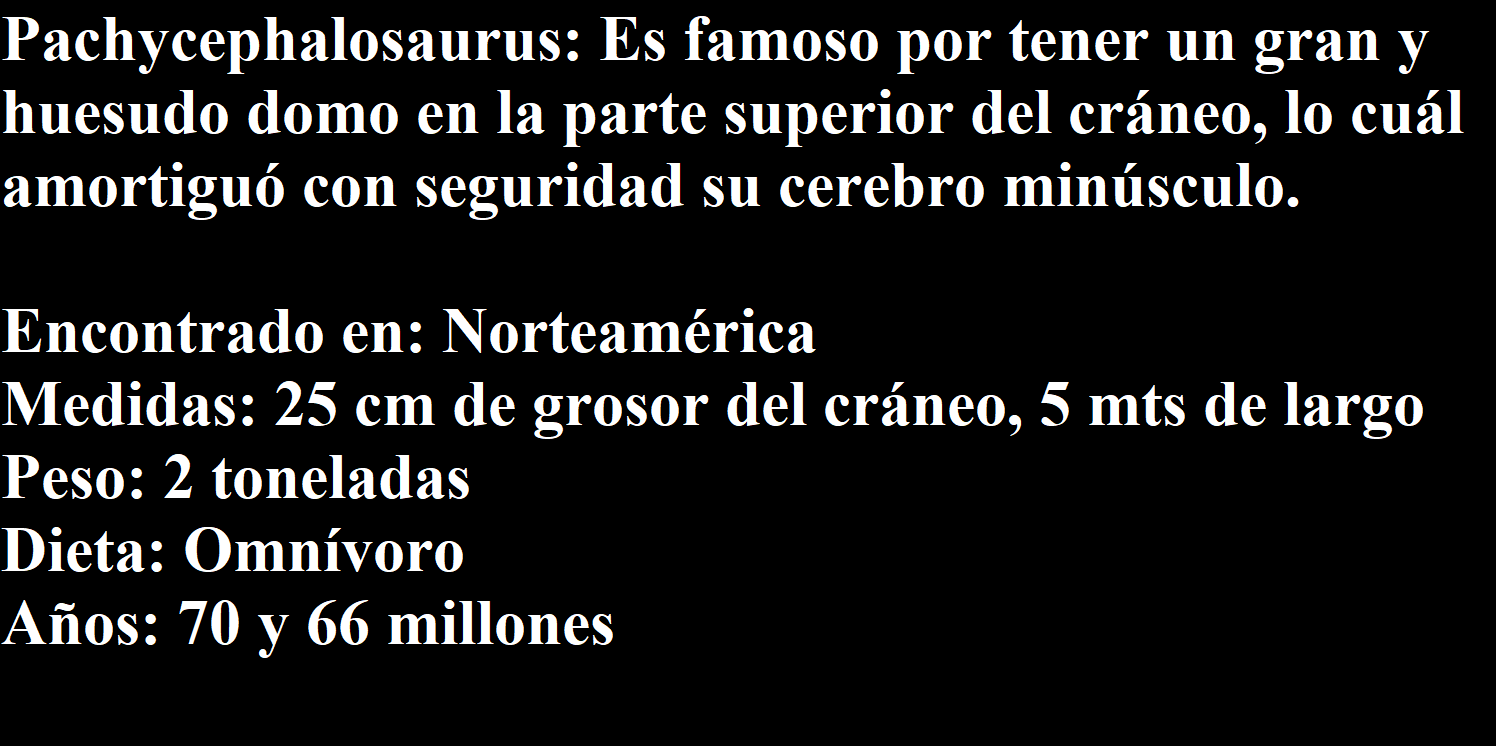 Pachycephalosaurus: Es famoso por tener un gran y
huesudo domo en la parte superior del cráneo, lo cuál
amortiguó con seguridad su cerebro minúsculo.
Encontrado en: Norteamérica
Medidas: 25 cm de grosor del cráneo, 5 mts de largo
Peso: 2 toneladas
Dieta: Omnívoro
Años: 70 y 66 millones